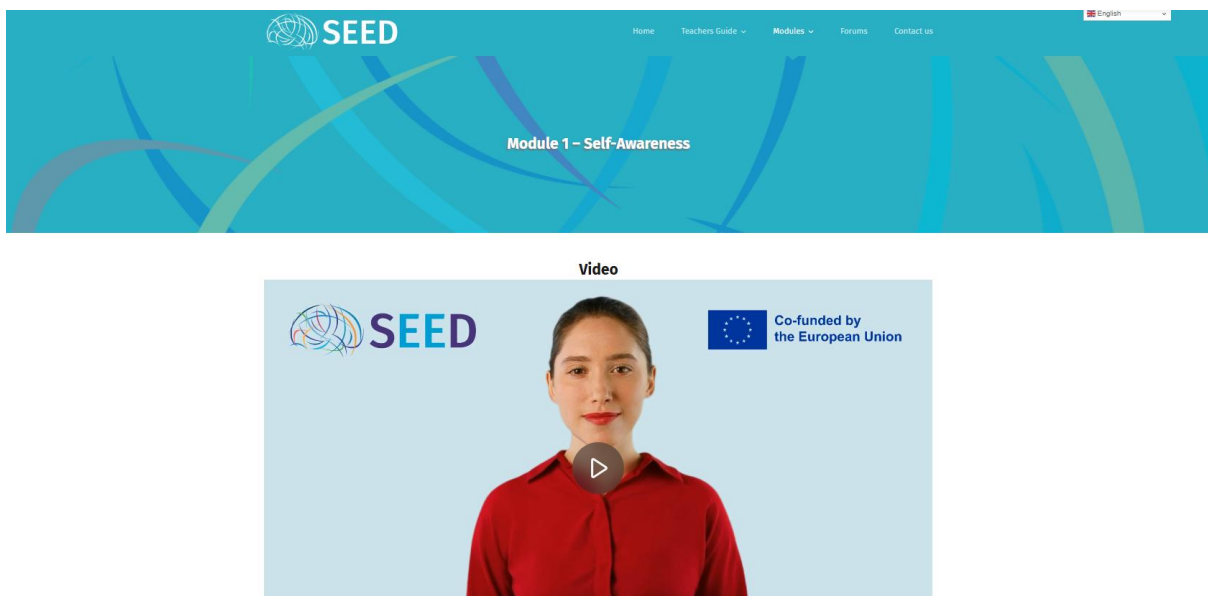 English
SEED
Home Teachers Guide Modules Forums Contact us
Module 1 – Self-Awareness
Video
SEED
Co-funded by
the European Union